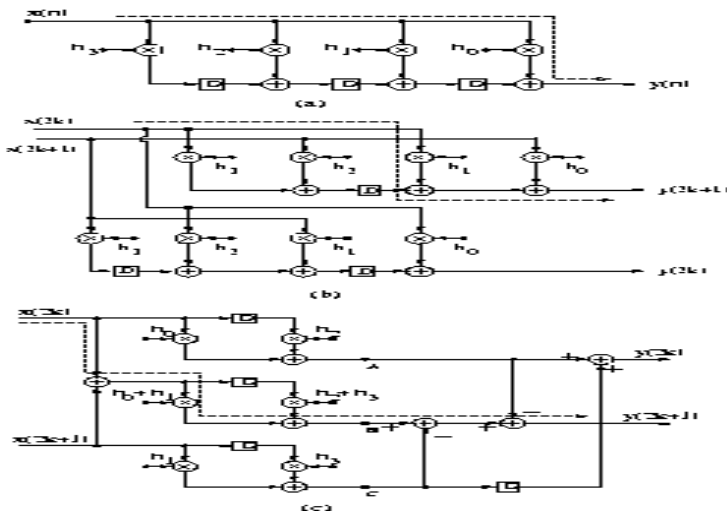 x(n)
h3 h2 h1 h0
D D D
y(n)
(a)
x(2k)
x(2k+1)
h3 h2 h1 h0
D
y(2k+1)
h3 h2 h1 h0
D D
y(2k)
(b)
x(2k)
D
h0
A
y(2k)
D
h0+h1 h2+h3
y(2k+1)
x(2k+1)
D
h1 h3
C
D
(c)